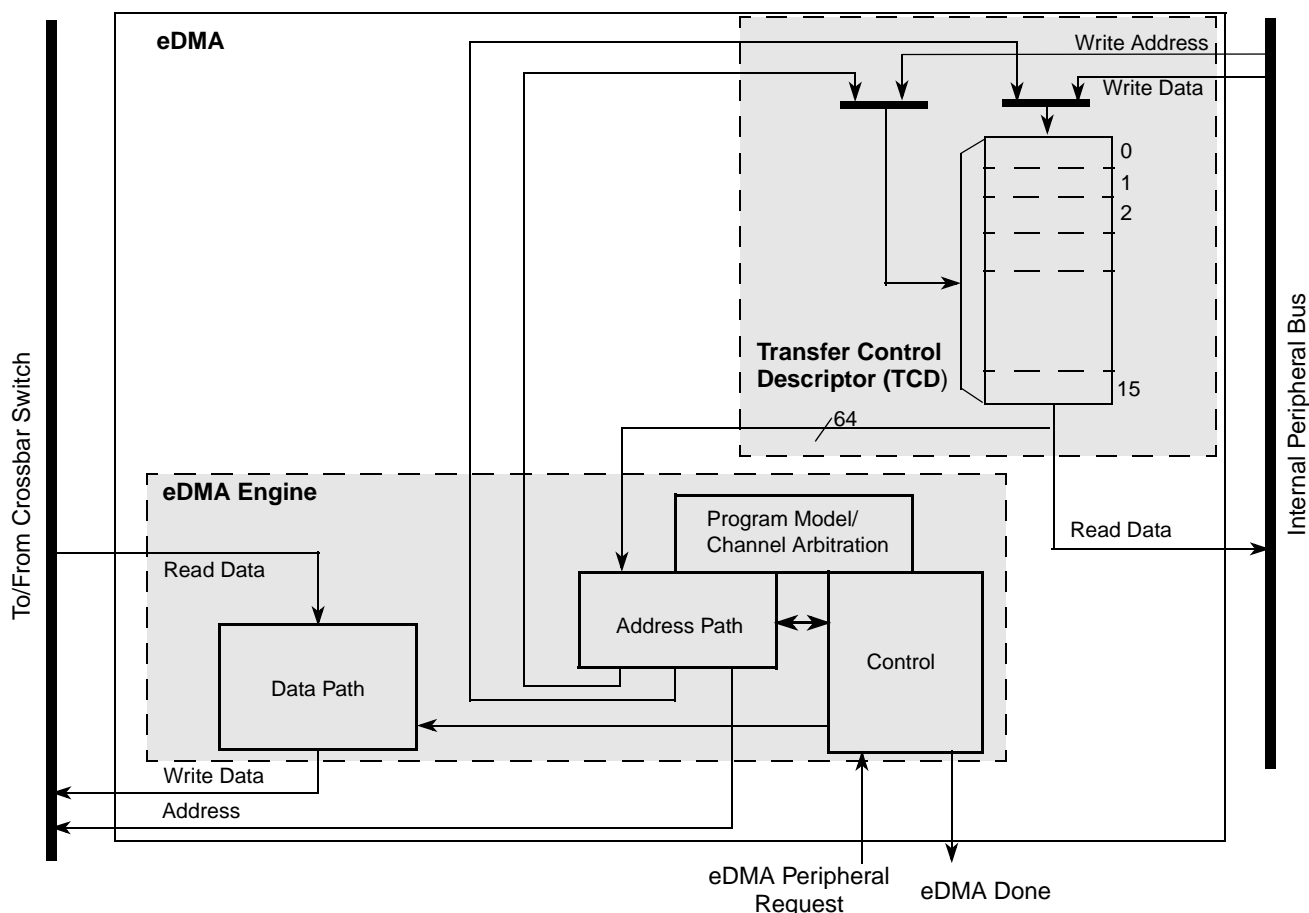 eDMA
Write Address
Write Data
0
1
2
15
Transfer Control
Descriptor (TCD)
64
To/From Crossbar Switch
Internal Peripheral Bus
eDMA Engine
Program Model/
Channel Arbitration
Read Data
Read Data
Address Path
Control
Data Path
Write Data
Address
eDMA Peripheral
Request
eDMA Done